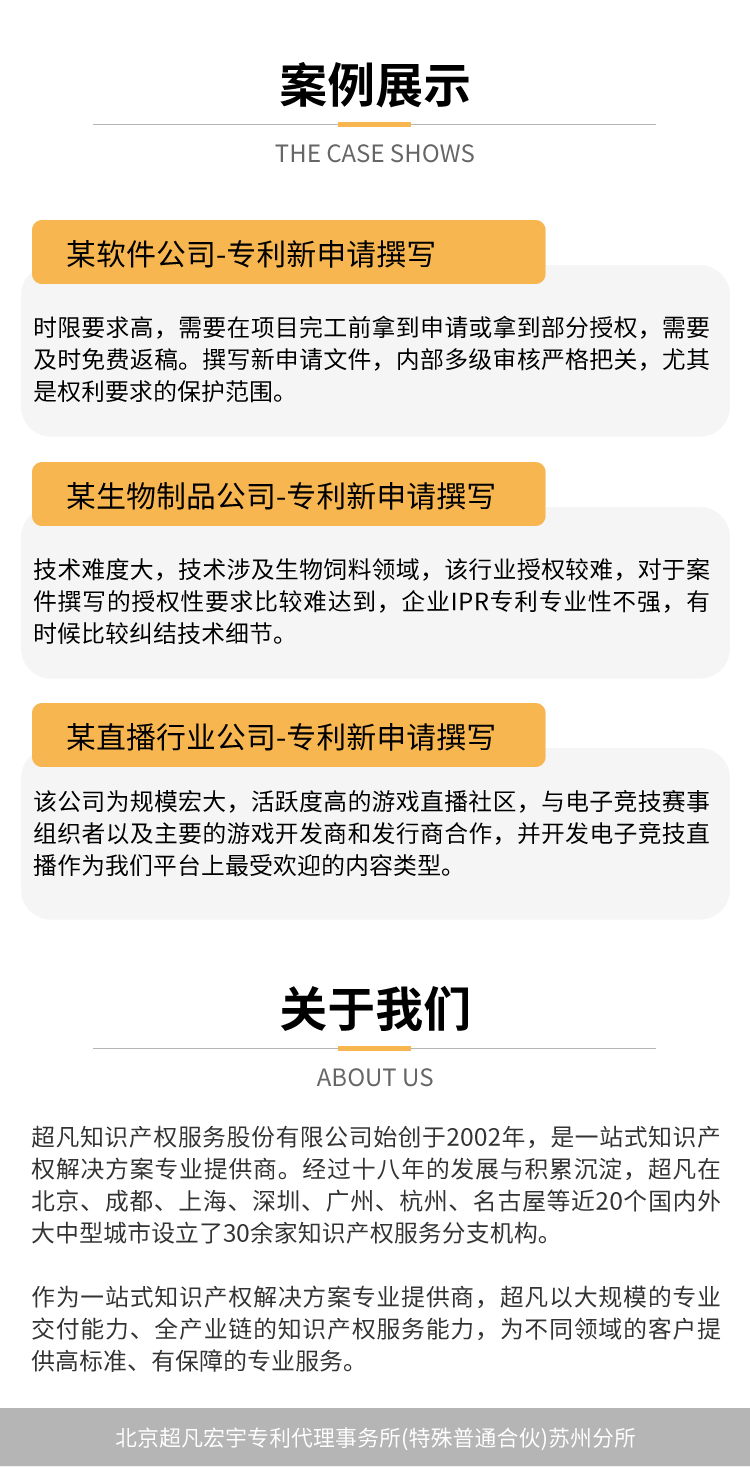 案例展示
THE CASE SHOWS
某软件公司-专利新申请撰写
时限要求高，需要在项目完工前拿到申请或拿到部分授权，需要
及时免费返稿。撰写新申请文件，内部多级审核严格把关，尤其
是权利要求的保护范围。
某生物制品公司-专利新申请撰写
技术难度大，技术涉及生物饲料领域，该行业授权较难，对于案
件撰写的授权性要求比较难达到，企业IPR专利专业性不强，有
时候比较纠结技术细节。
某直播行业公司-专利新申请撰写
该公司为规模宏大，活跃度高的游戏直播社区，与电子竞技赛事
组织者以及主要的游戏开发商和发行商合作，并开发电子竞技直
播作为我们平台上最受欢迎的内容类型。
关于我们
ABOUT US
超凡知识产权服务股份有限公司始创于2002年，是一站式知识产
权解决方案专业提供商。经过十八年的发展与积累沉淀，超凡在
北京、成都、上海、深圳、广州、杭州、名古屋等近20个国内外
大中型城市设立了30余家知识产权服务分支机构。
作为一站式知识产权解决方案专业提供商，超凡以大规模的专业
交付能力、全产业链的知识产权服务能力，为不同领域的客户提
供高标准、有保障的专业服务。
北京超凡宏宇专利代理事务所(特殊普通合伙)苏州分所